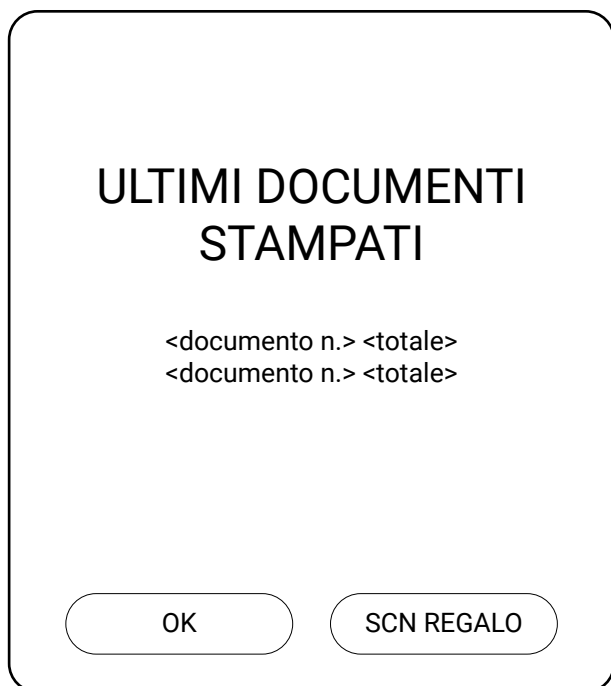 ULTIMI DOCUMENTI
STAMPATI
<documento n.> <totale>
<documento n.> <totale>
OK
SCN REGALO